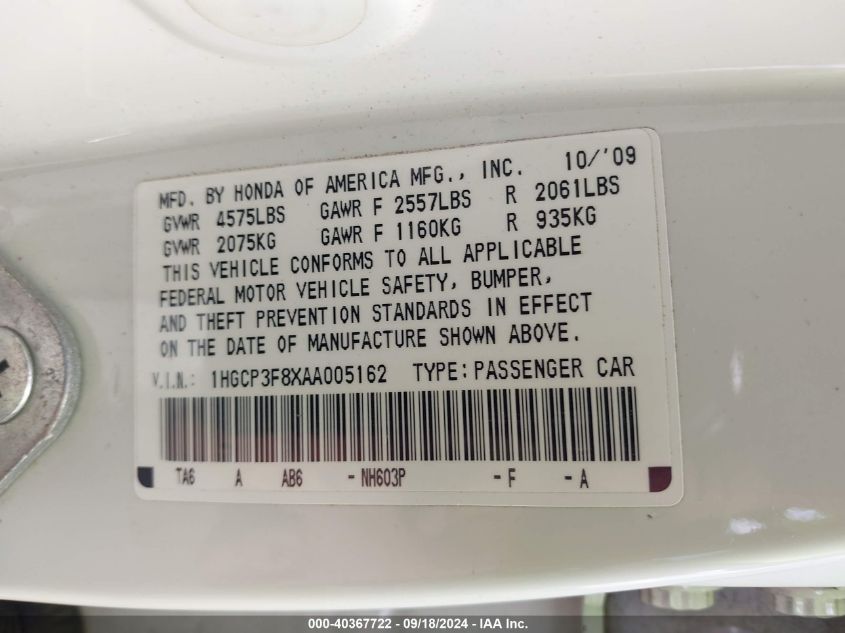 MFD. BY HONDA OF AMERICA MFG., INC. 10/'09
GVWR 4575LBS GAWR F 2557LBS R 2061LBS
GVWR 2075KG GAWR F 1160KG R 935KG
THIS VEHICLE CONFORMS TO ALL APPLICABLE
FEDERAL MOTOR VEHICLE SAFETY, BUMPER,
AND THEFT PREVENTION STANDARDS IN EFFECT
ON THE DATE OF MANUFACTURE SHOWN ABOVE.
V.I.N.: 1HGCP3F8XAA005162 TYPE: PASSENGER CAR
TA6 A AB6 - NH603P - F - A
000-40367722 - 09/18/2024 - IAA Inc.